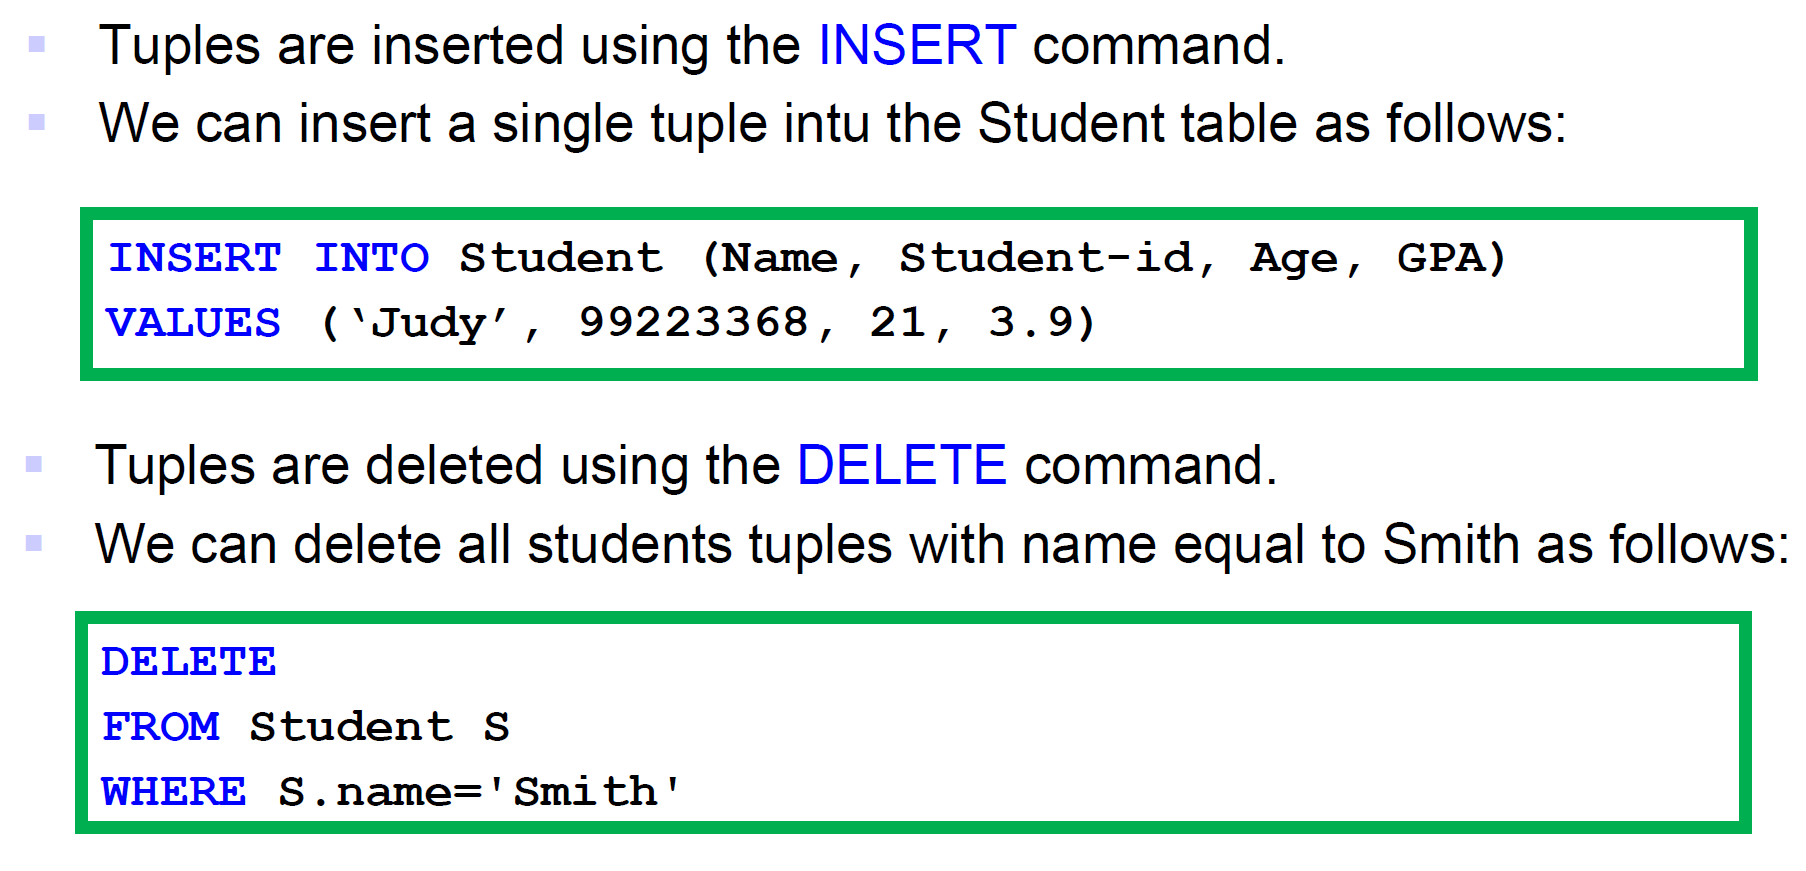 Tuples are inserted using the INSERT command.
We can insert a single tuple intu the Student table as follows:
INSERT INTO Student (Name, Student-id, Age, GPA)
VALUES (‘Judy’, 99223368, 21, 3.9)
Tuples are deleted using the DELETE command.
We can delete all students tuples with name equal to Smith as follows:
DELETE
FROM Student S
WHERE S.name='Smith'